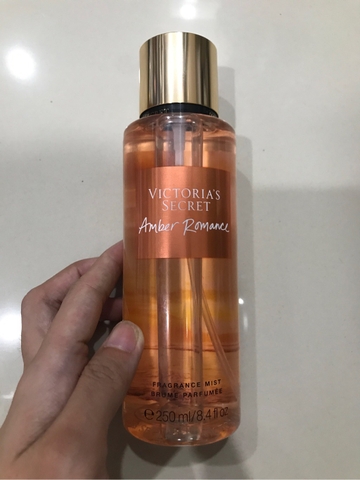 VICTORIA'S
SECRET
Amber Romance
FRAGRANCE MIST
BRUME PARFUMÉE
℮ 250 ml/8.4 fl oz